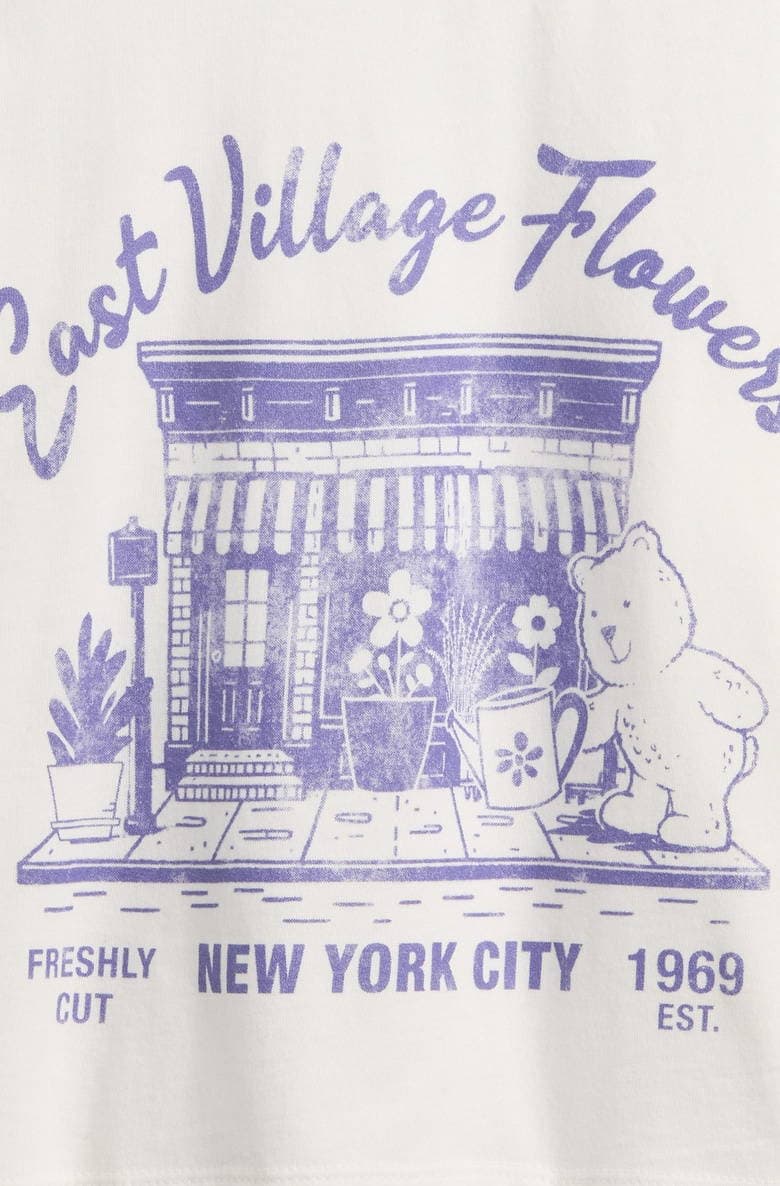 East Village Flowers
FRESHLY
CUT
NEW YORK CITY
1969
EST.